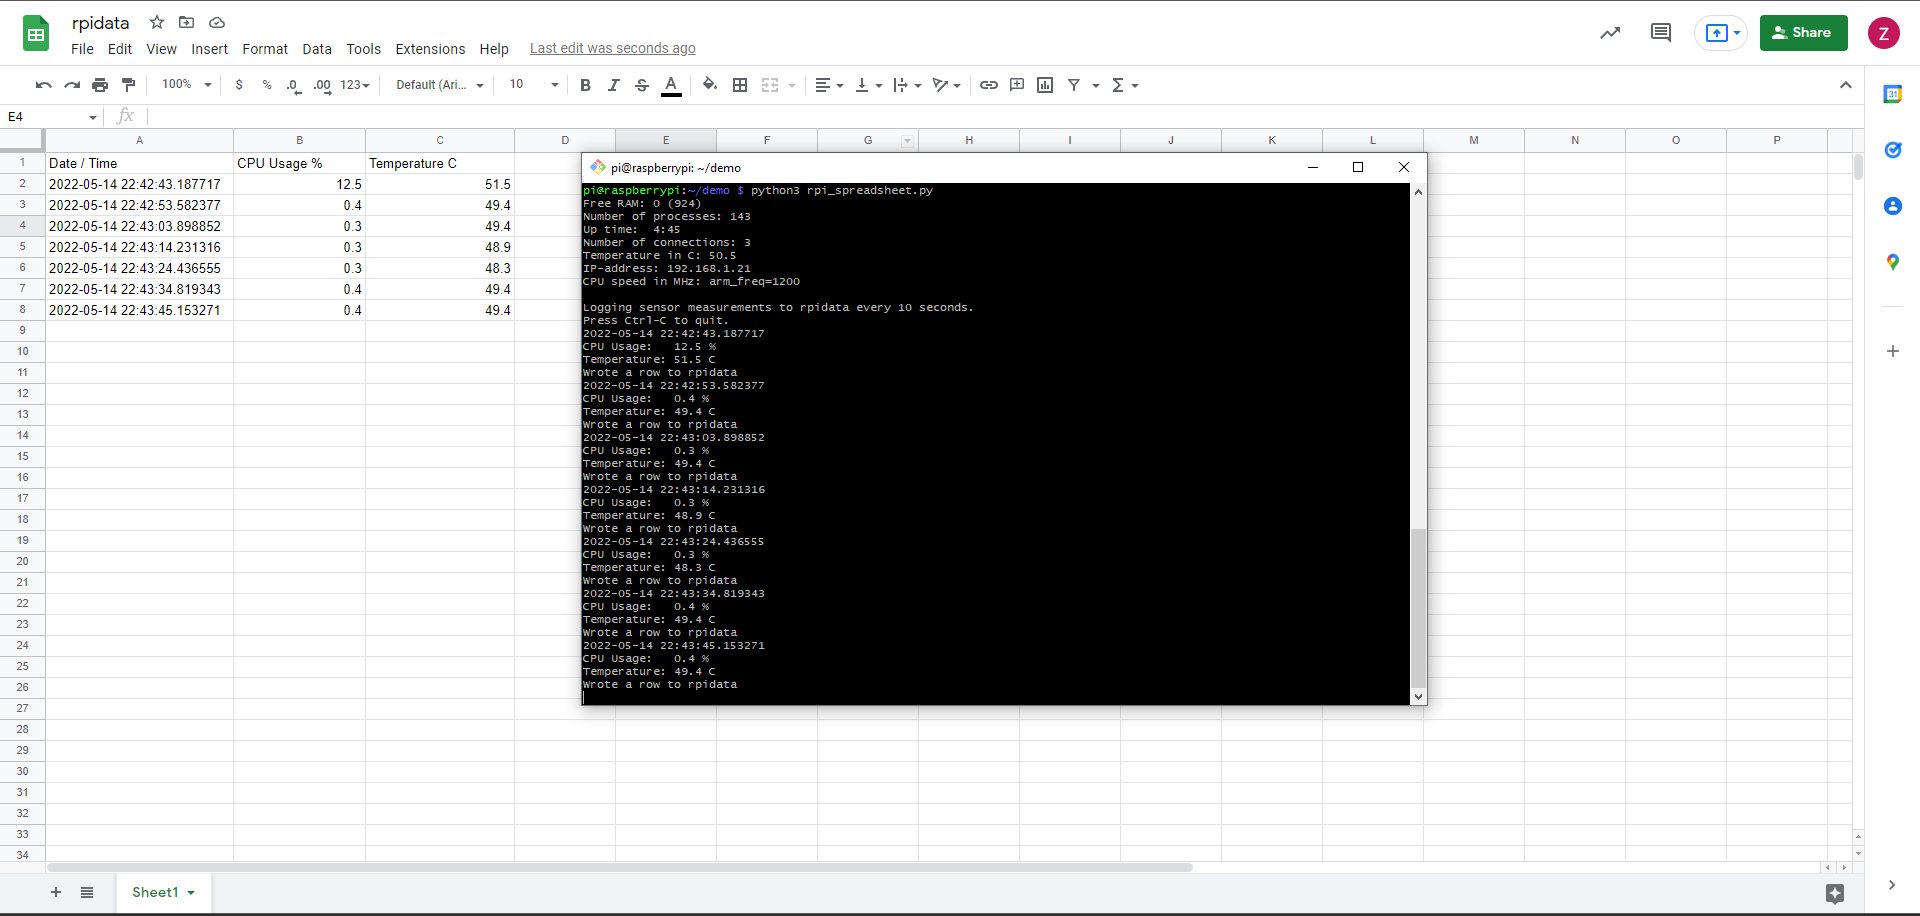 rpidata
File Edit View Insert Format Data Tools Extensions Help Last edit was seconds ago
Share
Z
100% $ % .0 .00 123 Default (Ari... 10 B I S A
31
E4 fx
A B C D E F G H I J K L M N O P
1 Date / Time CPU Usage % Temperature C
2 2022-05-14 22:42:43.187717 12.5 51.5
3 2022-05-14 22:42:53.582377 0.4 49.4
4 2022-05-14 22:43:03.898852 0.3 49.4
5 2022-05-14 22:43:14.231316 0.3 48.9
6 2022-05-14 22:43:24.436555 0.3 48.3
7 2022-05-14 22:43:34.819343 0.4 49.4
8 2022-05-14 22:43:45.153271 0.4 49.4
9
10
11
12
13
14
15
16
17
18
19
20
21
22
23
24
25
26
27
28
29
30
31
32
33
34
pi@raspberrypi: ~/demo
pi@raspberrypi:~/demo $ python3 rpi_spreadsheet.py
Free RAM: 0 (924)
Number of processes: 143
Up time:  4:45
Number of connections: 3
Temperature in C: 50.5
IP-address: 192.168.1.21
CPU speed in MHz: arm_freq=1200
Logging sensor measurements to rpidata every 10 seconds.
Press Ctrl-C to quit.
2022-05-14 22:42:43.187717
CPU Usage:   12.5 %
Temperature: 51.5 C
Wrote a row to rpidata
2022-05-14 22:42:53.582377
CPU Usage:   0.4 %
Temperature: 49.4 C
Wrote a row to rpidata
2022-05-14 22:43:03.898852
CPU Usage:   0.3 %
Temperature: 49.4 C
Wrote a row to rpidata
2022-05-14 22:43:14.231316
CPU Usage:   0.3 %
Temperature: 48.9 C
Wrote a row to rpidata
2022-05-14 22:43:24.436555
CPU Usage:   0.3 %
Temperature: 48.3 C
Wrote a row to rpidata
2022-05-14 22:43:34.819343
CPU Usage:   0.4 %
Temperature: 49.4 C
Wrote a row to rpidata
2022-05-14 22:43:45.153271
CPU Usage:   0.4 %
Temperature: 49.4 C
Wrote a row to rpidata
Sheet1